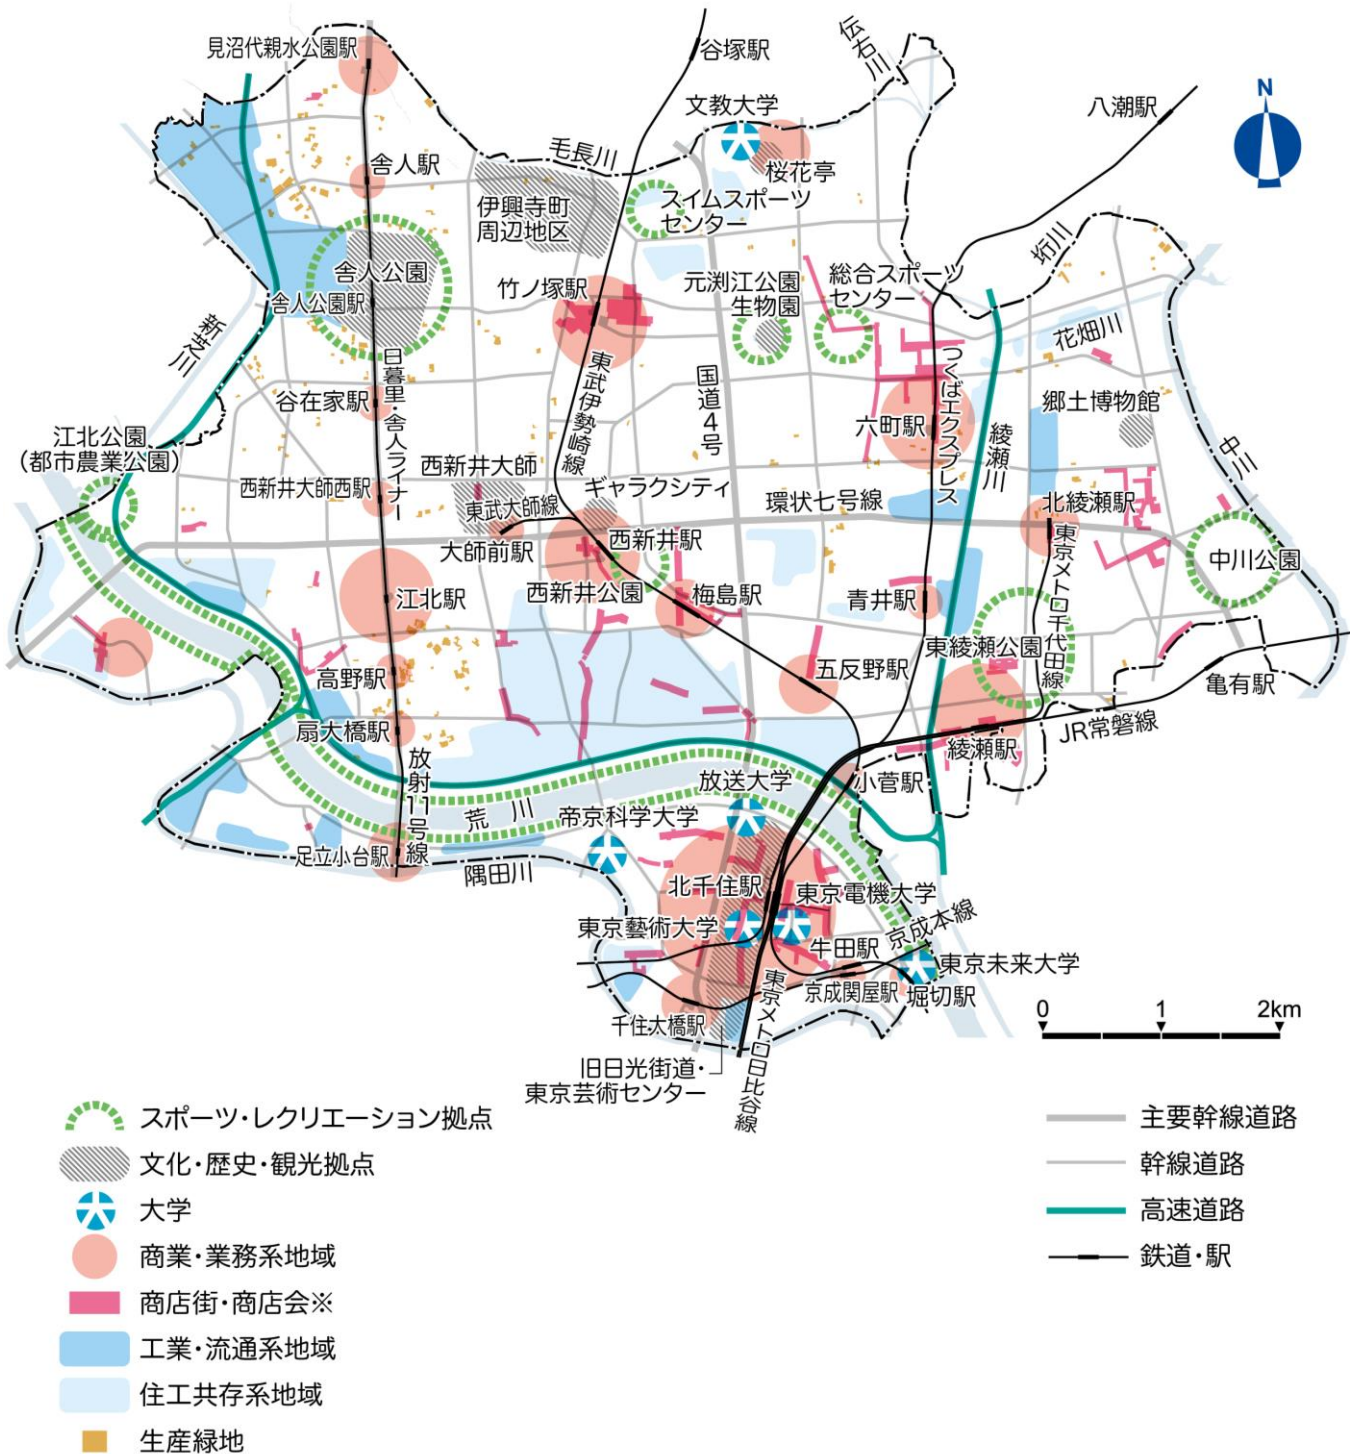 見沼代親水公園駅
谷塚駅
伝右川
文教大学
八潮駅
N
毛長川
桜花亭
舎人駅
伊興寺町
周辺地区
スイムスポーツ
センター
垳川
舎人公園
竹ノ塚駅
元渕江公園
生物園
総合スポーツ
センター
舎人公園駅
新芝川
花畑川
日暮里・舎人ライナー
東武伊勢崎線
国道4号
つくばエクスプレス
谷在家駅
六町駅
綾瀬川
郷土博物館
中川
江北公園
(都市農業公園)
西新井大師
西新井大師西駅
東武大師線
ギャラクシティ
環状七号線
北綾瀬駅
大師前駅
西新井駅
東京メトロ千代田線
中川公園
西新井公園
梅島駅
青井駅
江北駅
東綾瀬公園
高野駅
五反野駅
亀有駅
扇大橋駅
綾瀬駅
JR常磐線
放射11号線
荒川
放送大学
小菅駅
帝京科学大学
足立小台駅
隅田川
北千住駅
東京電機大学
東京藝術大学
牛田駅
京成本線
東京未来大学
京成関屋駅
堀切駅
千住大橋駅
東京メトロ日比谷線
旧日光街道・
東京芸術センター
0 1 2km
スポーツ・レクリエーション拠点
文化・歴史・観光拠点
大学
商業・業務系地域
商店街・商店会※
工業・流通系地域
住工共存系地域
生産緑地
主要幹線道路
幹線道路
高速道路
鉄道・駅